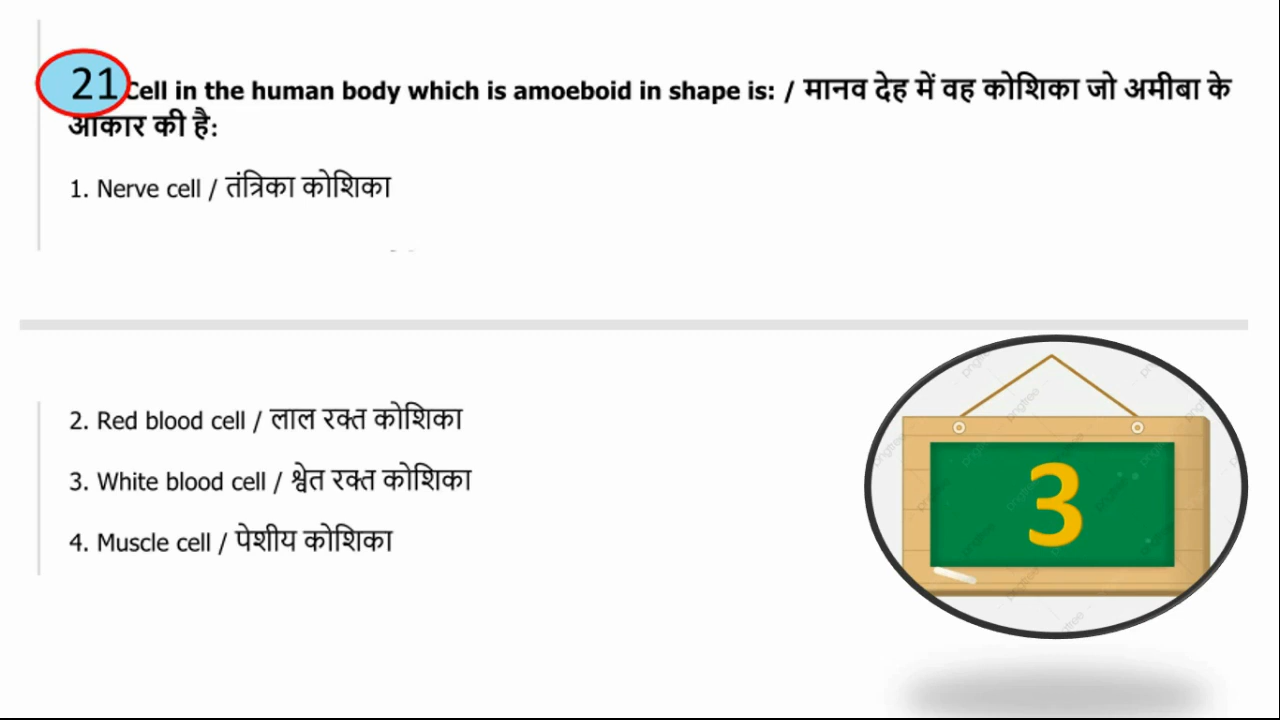 21 Cell in the human body which is amoeboid in shape is: / मानव देह में वह कोशिका जो अमीबा के
आकार की है:
1. Nerve cell / तंत्रिका कोशिका
2. Red blood cell / लाल रक्त कोशिका
3. White blood cell / श्वेत रक्त कोशिका
4. Muscle cell / पेशीय कोशिका
3
pngtree